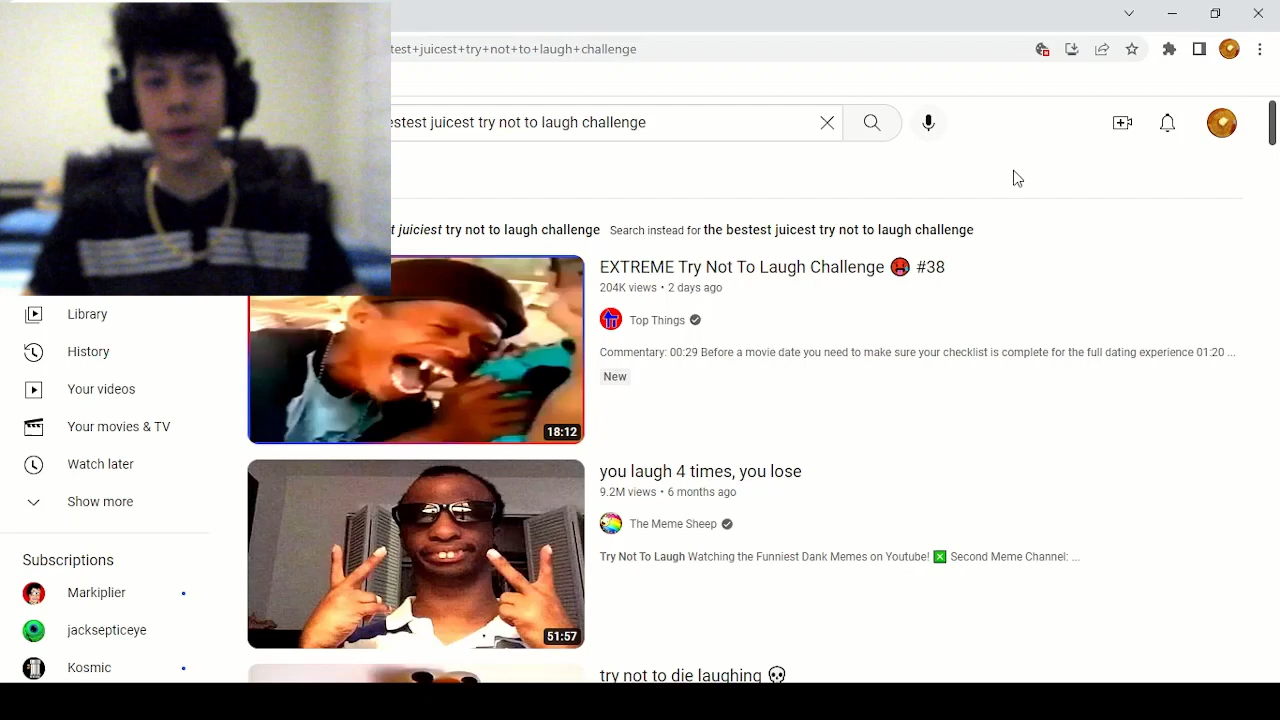 test+juicest+try+not+to+laugh+challenge
estest juicest try not to laugh challenge
t juiciest try not to laugh challenge Search instead for the bestest juicest try not to laugh challenge
EXTREME Try Not To Laugh Challenge 🥵 #38
204K views • 2 days ago
Library
Top Things
History
Commentary: 00:29 Before a movie date you need to make sure your checklist is complete for the full dating experience 01:20 ...
New
Your videos
Your movies & TV
18:12
Watch later
you laugh 4 times, you lose
9.2M views • 6 months ago
Show more
The Meme Sheep
Try Not To Laugh Watching the Funniest Dank Memes on Youtube! ❎ Second Meme Channel: ...
Subscriptions
Markiplier
jacksepticeye
51:57
Kosmic
try not to die laughing 💀